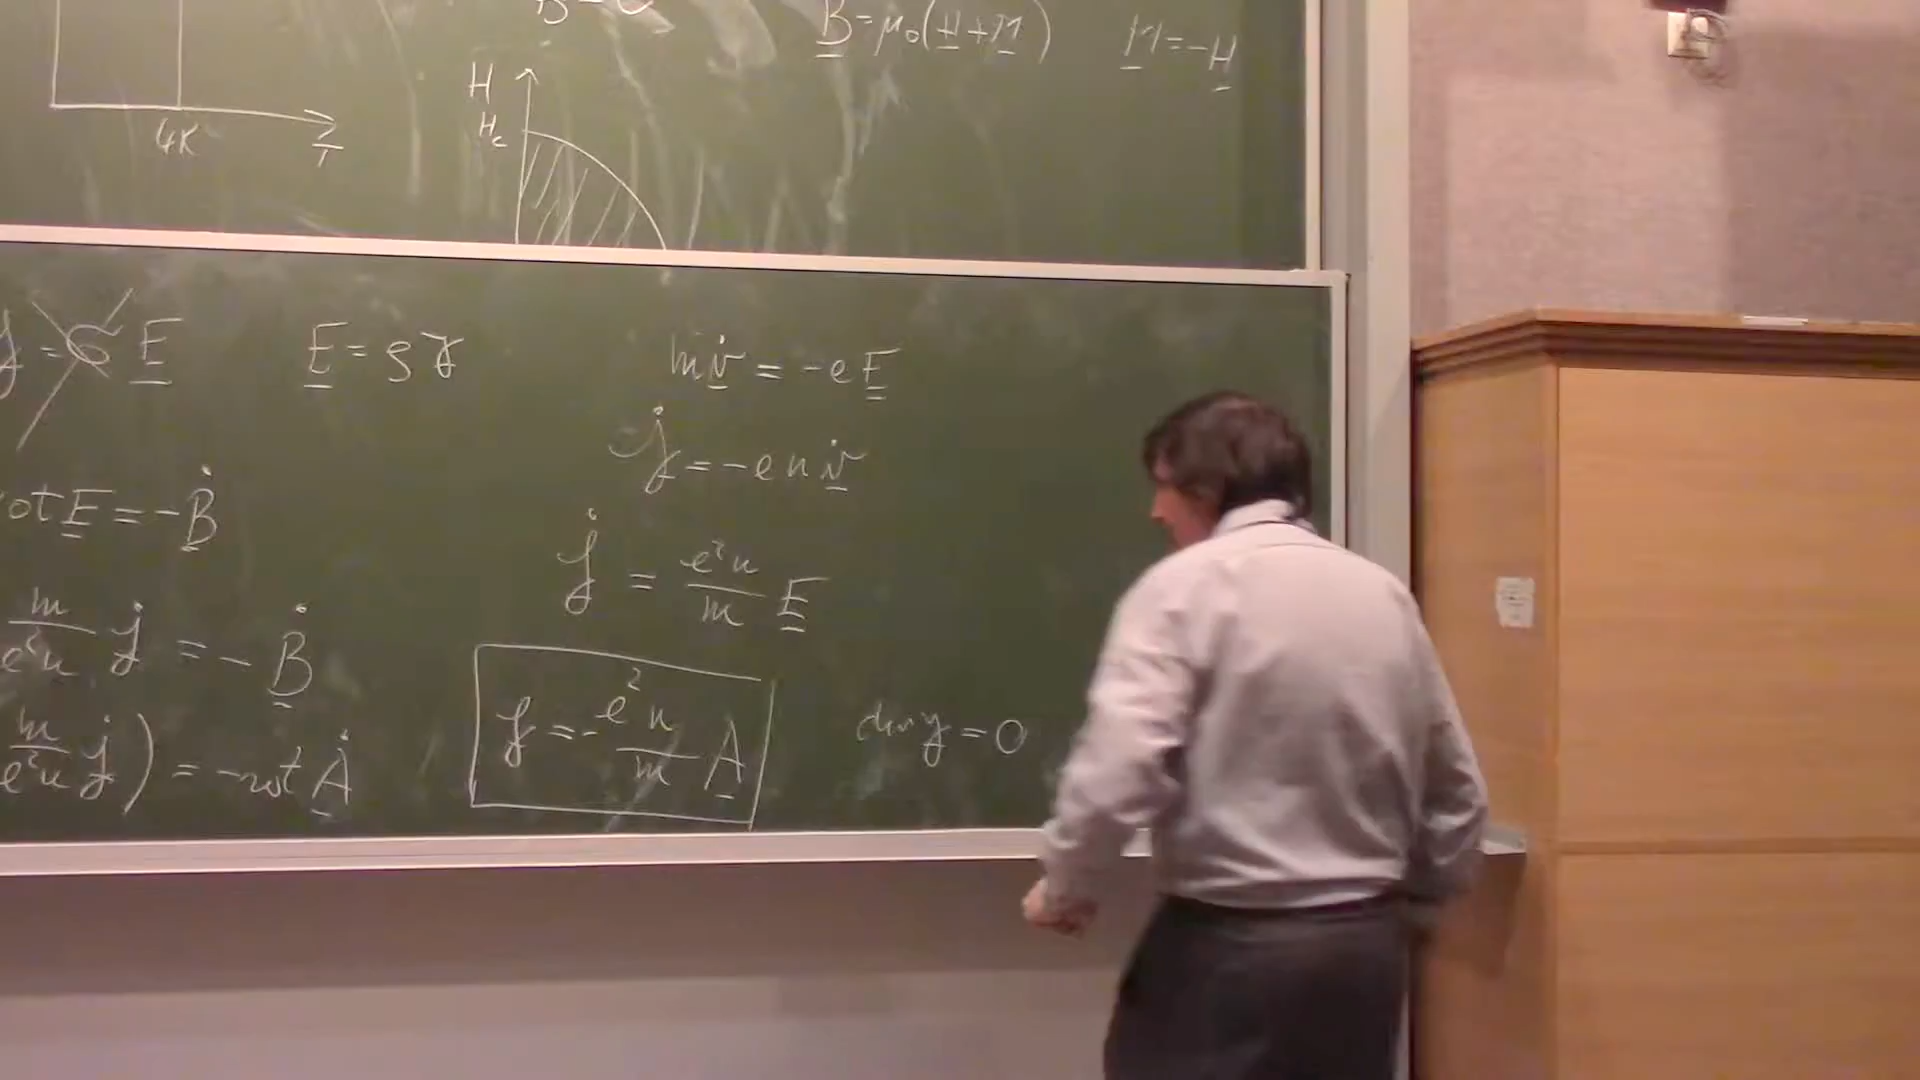 B = μ₀(H + M)  M = -H
H
H_c
4K  T
j = σ E  E = ρ j  m v̇ = -e E
j̇ = -e n v̇
rot E = -Ḃ
j̇ = e²n/m E
m/e²n j̇ = -Ḃ
j = - e²n/m A  div j = 0
m/e²n j̇) = -rot Ȧ